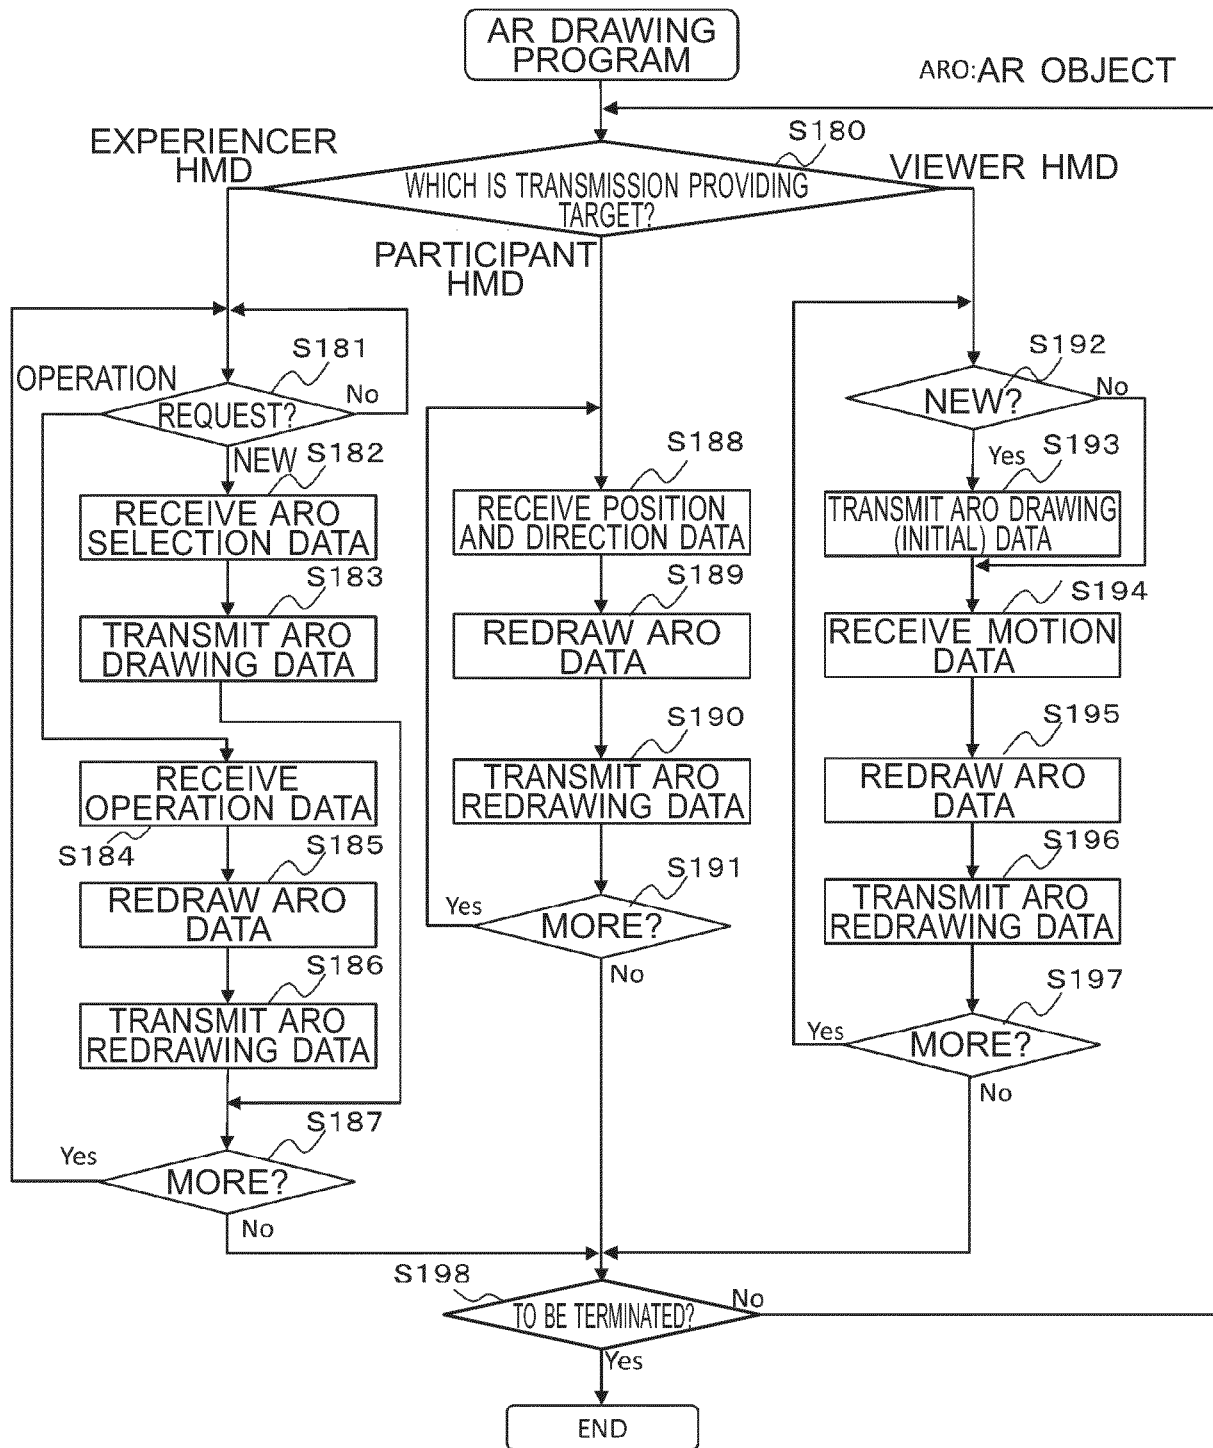 AR DRAWING
PROGRAM
ARO:AR OBJECT
S180
EXPERIENCER
HMD
VIEWER HMD
WHICH IS TRANSMISSION PROVIDING
TARGET?
PARTICIPANT
HMD
S181
OPERATION
REQUEST?
No
NEW
S182
RECEIVE ARO
SELECTION DATA
S183
TRANSMIT ARO
DRAWING DATA
RECEIVE
OPERATION DATA
S184
S185
REDRAW ARO
DATA
S186
TRANSMIT ARO
REDRAWING DATA
S187
Yes
MORE?
No
S188
RECEIVE POSITION
AND DIRECTION DATA
S189
REDRAW ARO
DATA
S190
TRANSMIT ARO
REDRAWING DATA
S191
Yes
MORE?
No
S192
NEW?
No
Yes
S193
TRANSMIT ARO DRAWING
(INITIAL) DATA
S194
RECEIVE MOTION
DATA
S195
REDRAW ARO
DATA
S196
TRANSMIT ARO
REDRAWING DATA
S197
Yes
MORE?
No
S198
TO BE TERMINATED?
No
Yes
END